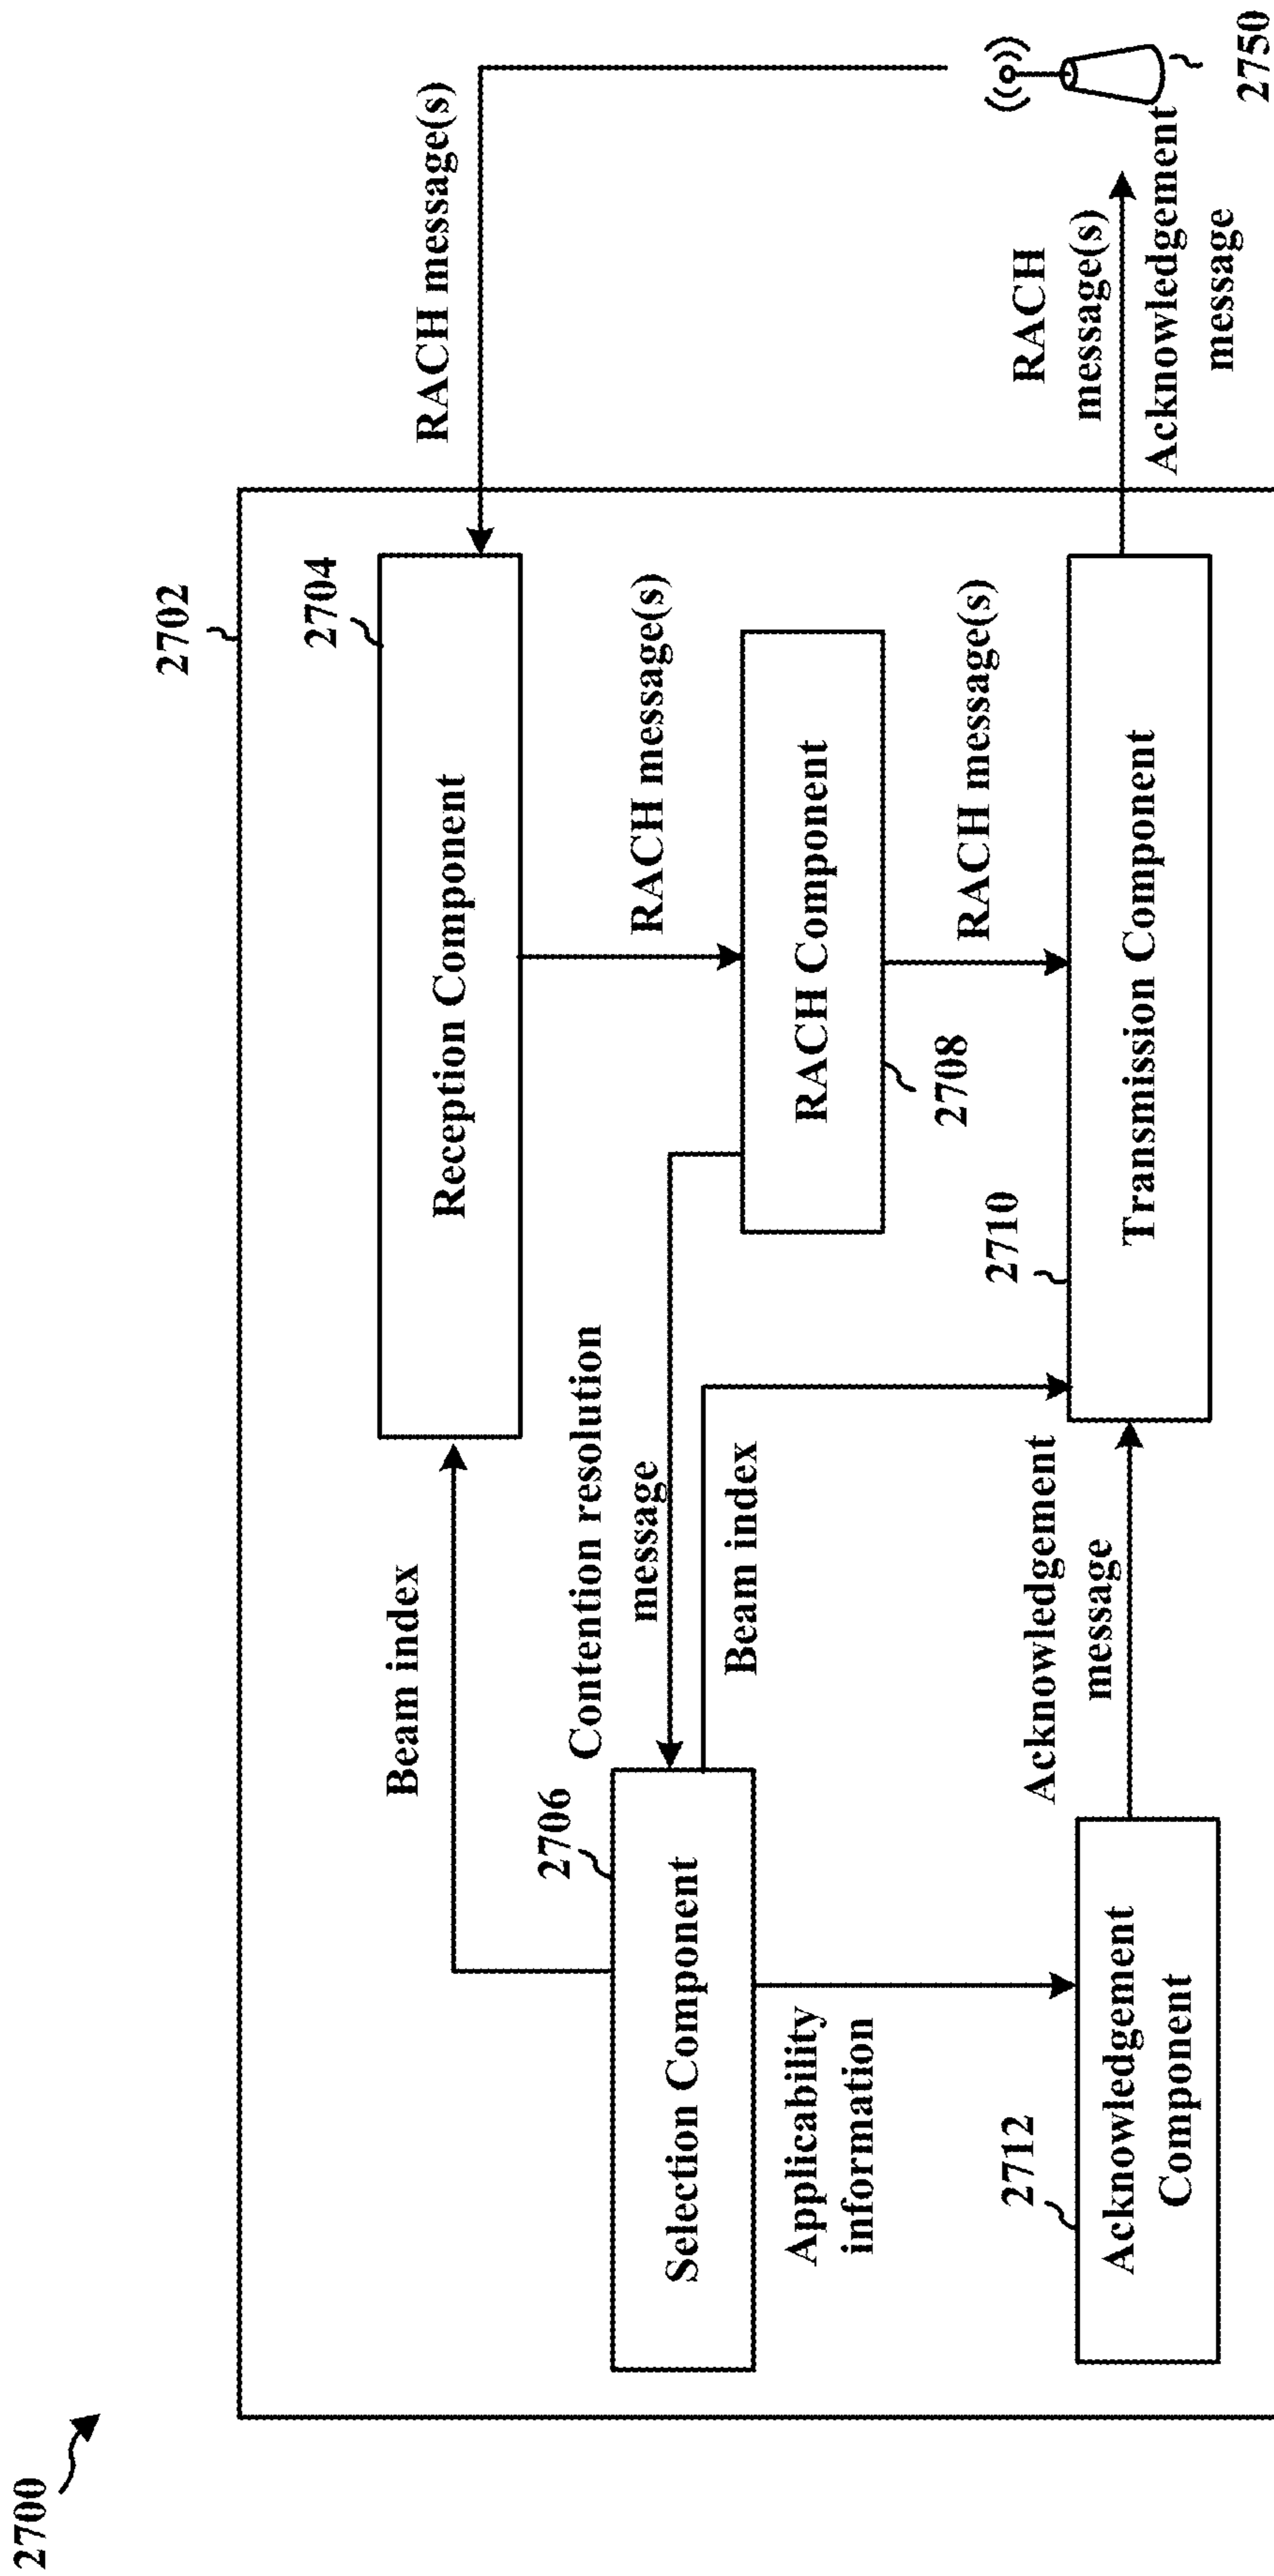 2700
2702
2704
Reception Component
RACH message(s)
Beam index
RACH message(s)
2706
Selection Component
Contention resolution
message
RACH Component
2708
Beam index
RACH message(s)
Applicability
information
2710
Transmission Component
2712
Acknowledgement
Component
Acknowledgement
message
RACH
message(s)
Acknowledgement
message
2750